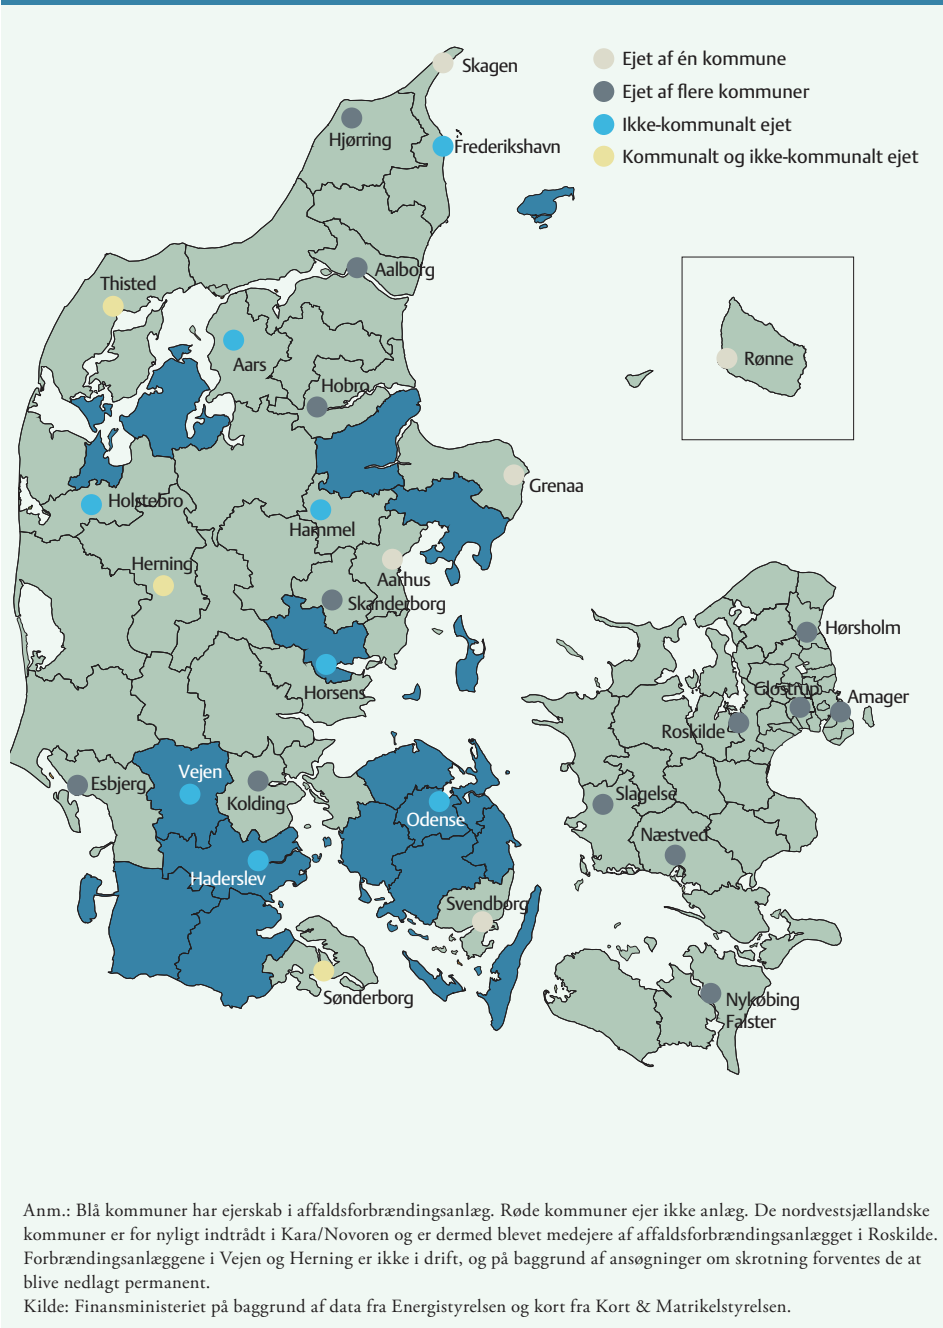 Skagen
Ejet af én kommune
Ejet af flere kommuner
Ikke-kommunalt ejet
Kommunalt og ikke-kommunalt ejet
Hjørring
Frederikshavn
Aalborg
Thisted
Aars
Hobro
Rønne
Grenaa
Holstebro
Hammel
Herning
Aarhus
Skanderborg
Hørsholm
Horsens
Glostrup
Amager
Roskilde
Vejen
Esbjerg
Kolding
Slagelse
Odense
Næstved
Haderslev
Svendborg
Sønderborg
Nykøbing
Falster
Anm.: Blå kommuner har ejerskab i affaldsforbrændingsanlæg. Røde kommuner ejer ikke anlæg. De nordvestsjællandske
kommuner er for nyligt indtrådt i Kara/Novoren og er dermed blevet medejere af affaldsforbrændingsanlægget i Roskilde.
Forbrændingsanlæggene i Vejen og Herning er ikke i drift, og på baggrund af ansøgninger om skrotning forventes de at
blive nedlagt permanent.
Kilde: Finansministeriet på baggrund af data fra Energistyrelsen og kort fra Kort & Matrikelstyrelsen.